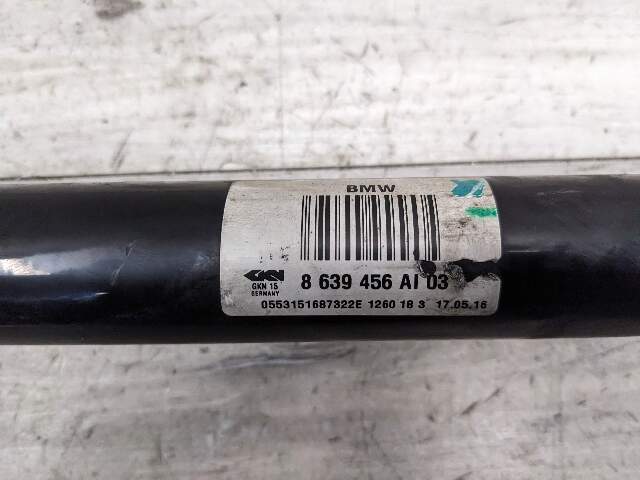 BMW
GKN
8 639 456 AI 03
GKN 15
GERMANY
0553151687322E 1260 18 3 17.05.16